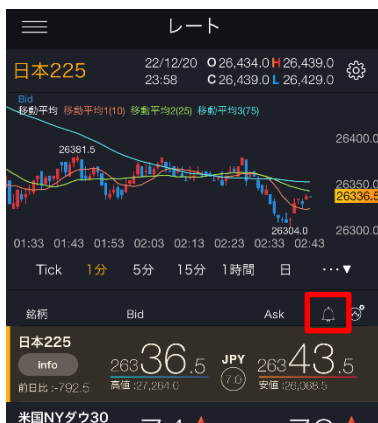 レート
日本225 22/12/20 23:58 O 26,434.0 H 26,439.0 C 26,439.0 L 26,429.0
Bid
移動平均 移動平均1(10) 移動平均2(25) 移動平均3(75)
26381.5
26400.0
26350.0
26336.5
26304.0
26300.0
01:33 01:43 01:53 02:03 02:13 02:23 02:33 02:43
Tick 1分 5分 15分 1時間 日 ···▼
銘柄 Bid Ask
日本225
info 26336.5 JPY 26343.5
(7.0)
前日比:-792.5 高値:27,264.0 安値:26,068.5
米国NYダウ30